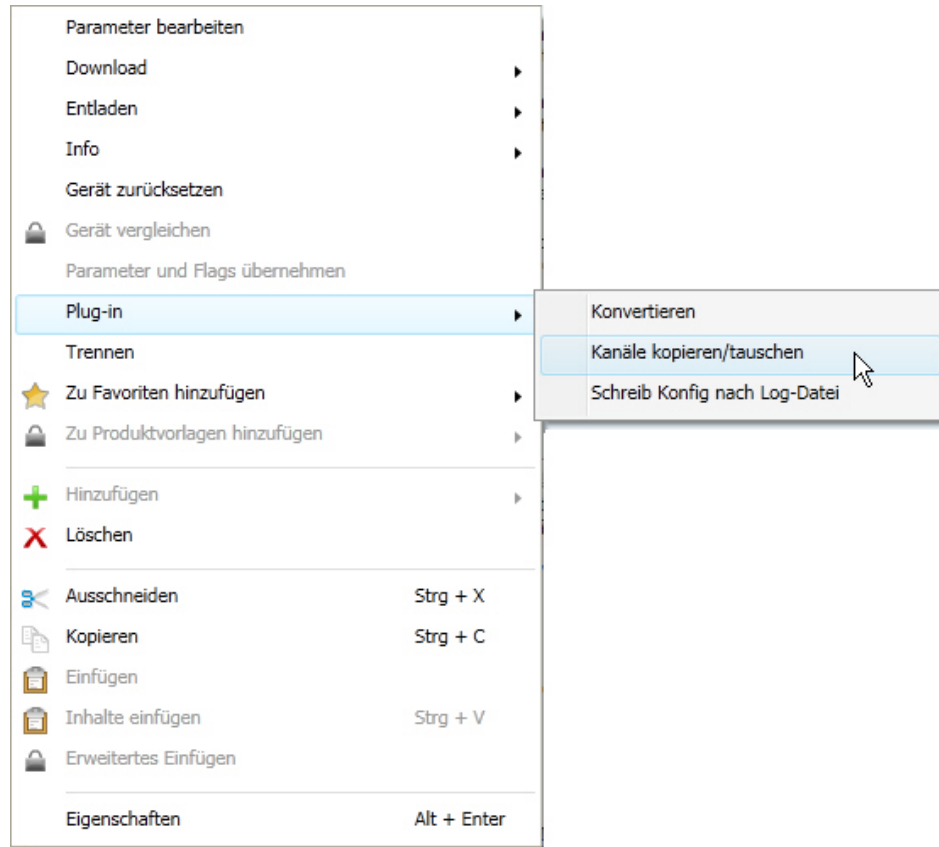 Parameter bearbeiten
Download
Entladen
Info
Gerät zurücksetzen
Gerät vergleichen
Parameter und Flags übernehmen
Plug-in
Konvertieren
Trennen
Kanäle kopieren/tauschen
Zu Favoriten hinzufügen
Schreib Konfig nach Log-Datei
Zu Produktvorlagen hinzufügen
Hinzufügen
Löschen
Ausschneiden Strg + X
Kopieren Strg + C
Einfügen
Inhalte einfügen Strg + V
Erweitertes Einfügen
Eigenschaften Alt + Enter